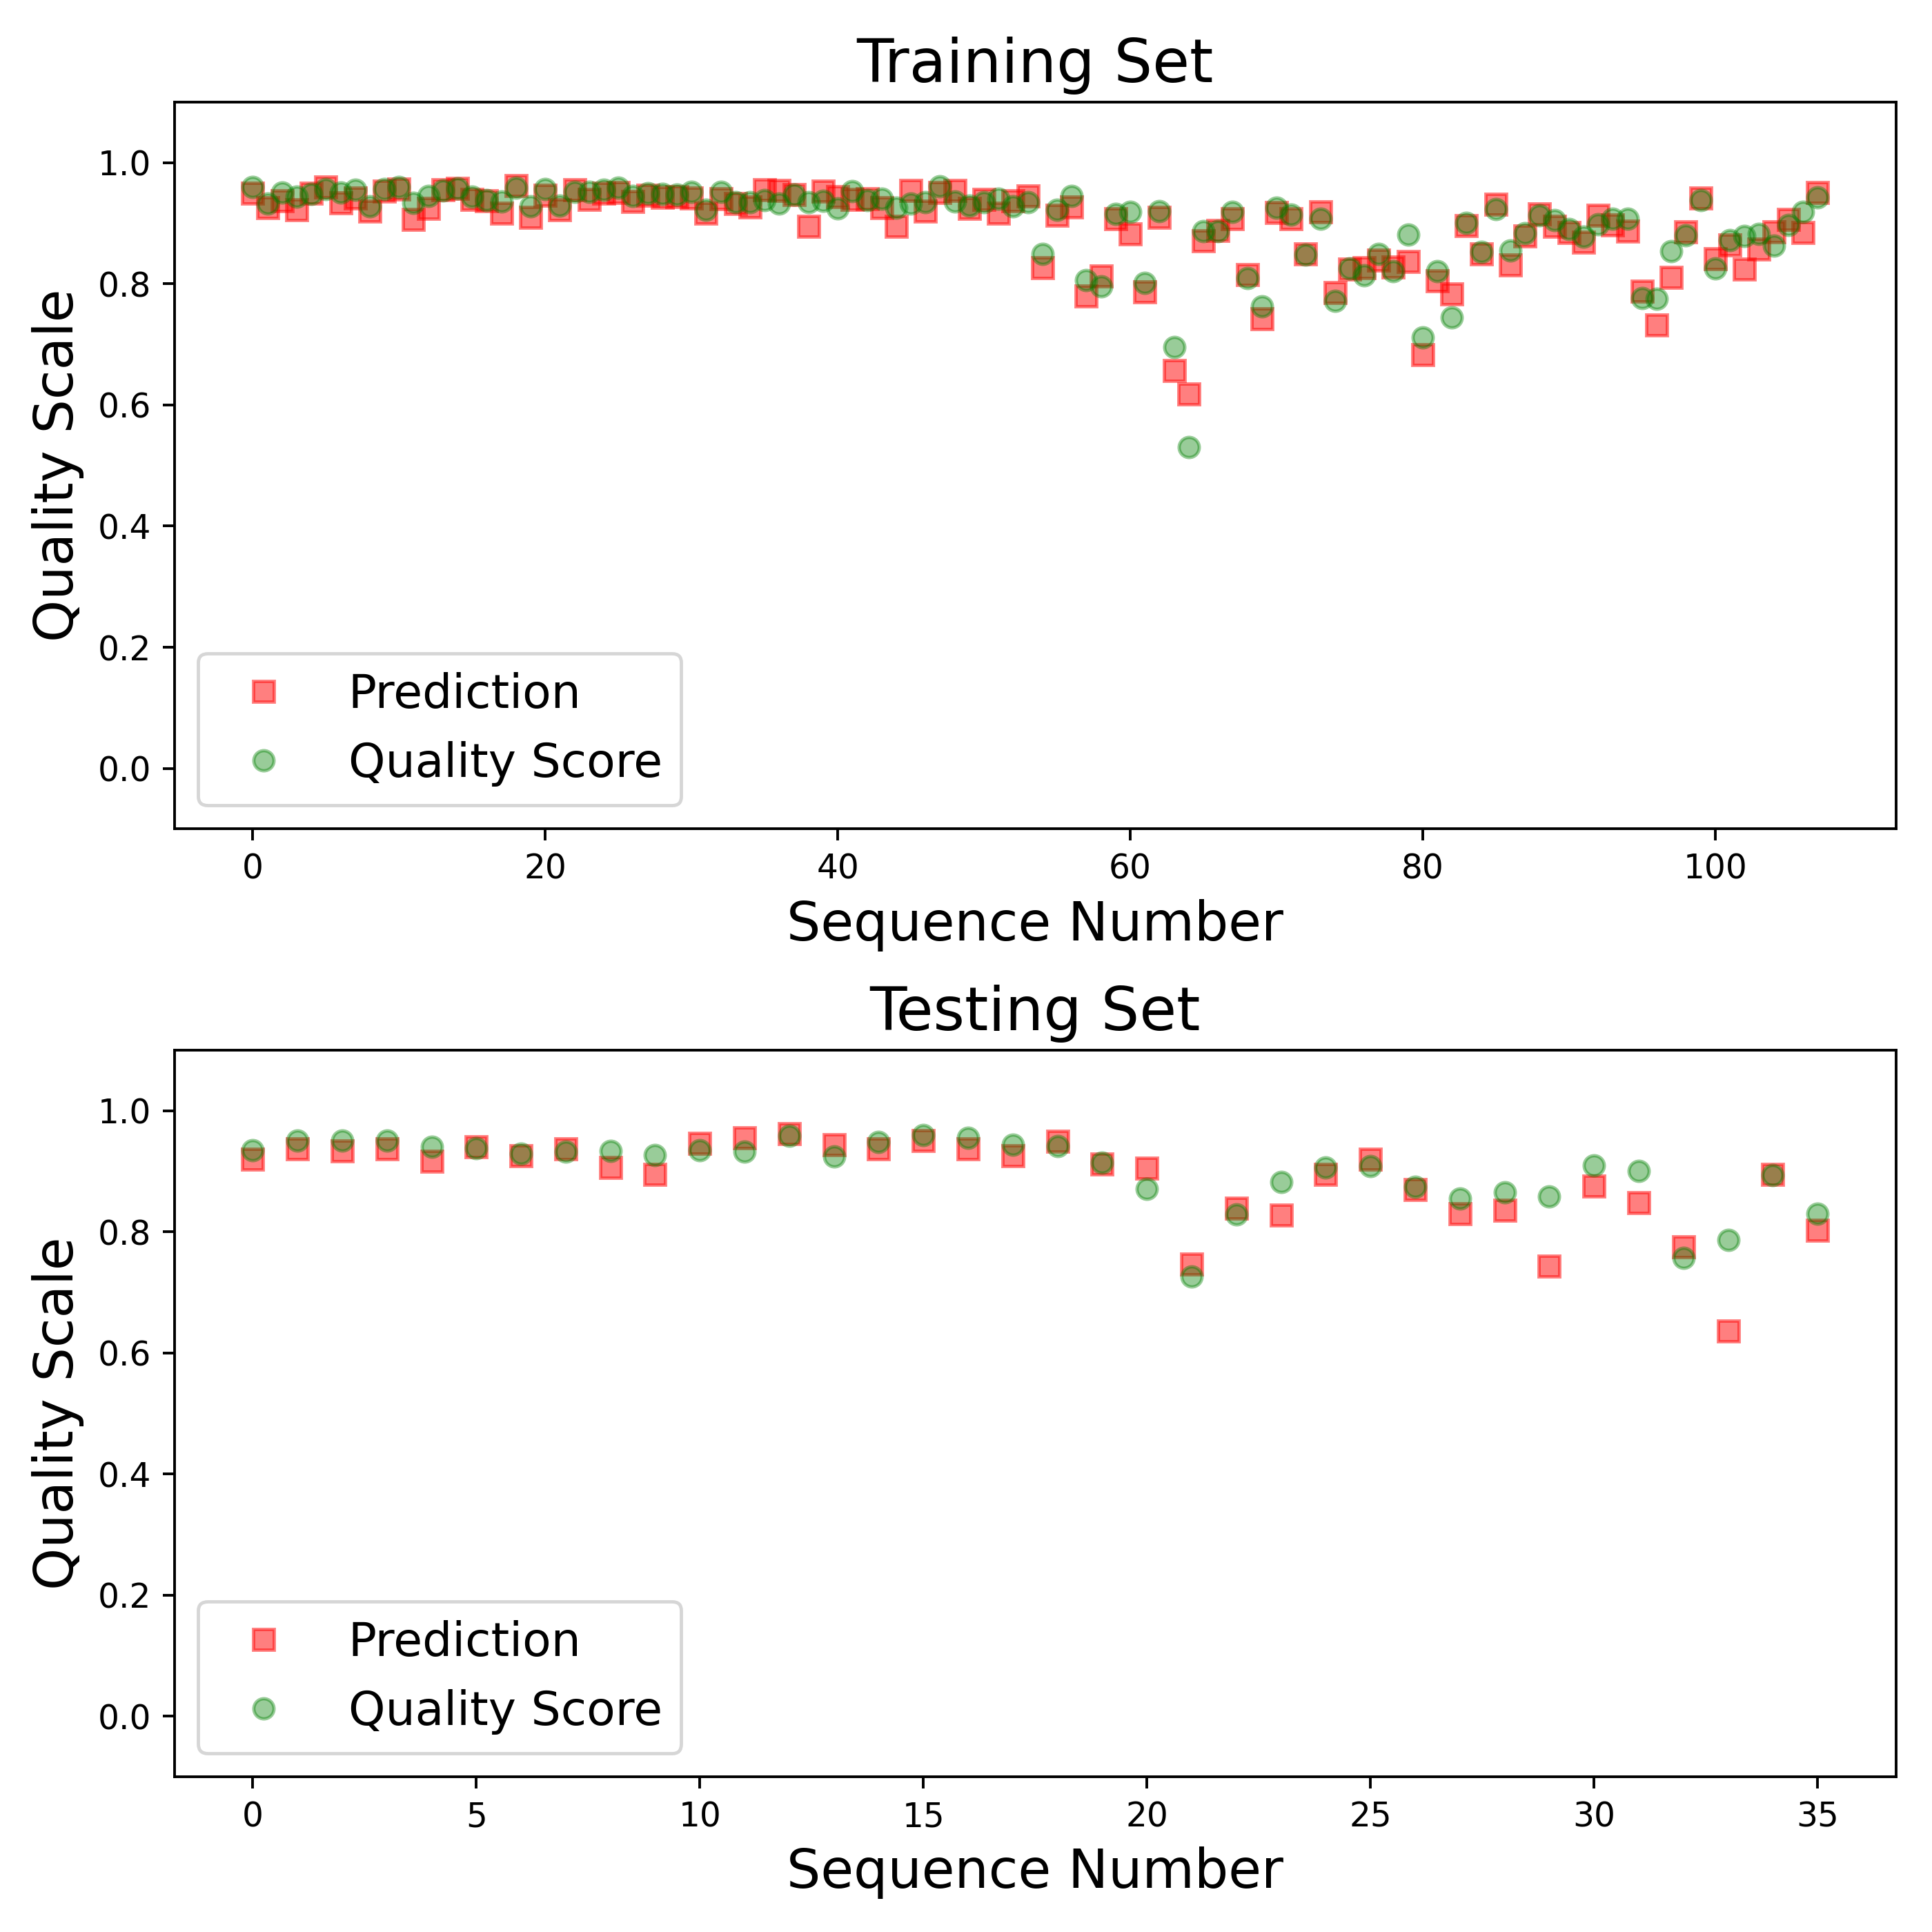 Training Set
1.0
0.8
0.6
0.4
0.2
0.0
Quality Scale
Prediction
Quality Score
0 20 40 60 80 100
Sequence Number
Testing Set
1.0
0.8
0.6
0.4
0.2
0.0
Quality Scale
Prediction
Quality Score
0 5 10 15 20 25 30 35
Sequence Number